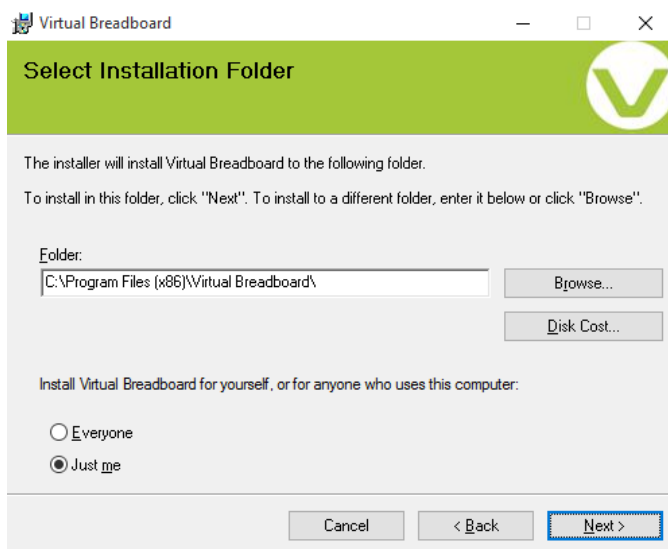 Virtual Breadboard
Select Installation Folder
The installer will install Virtual Breadboard to the following folder.
To install in this folder, click "Next". To install to a different folder, enter it below or click "Browse".
Folder:
C:\Program Files (x86)\Virtual Breadboard\
Browse...
Disk Cost...
Install Virtual Breadboard for yourself, or for anyone who uses this computer:
Everyone
Just me
Cancel
< Back
Next >